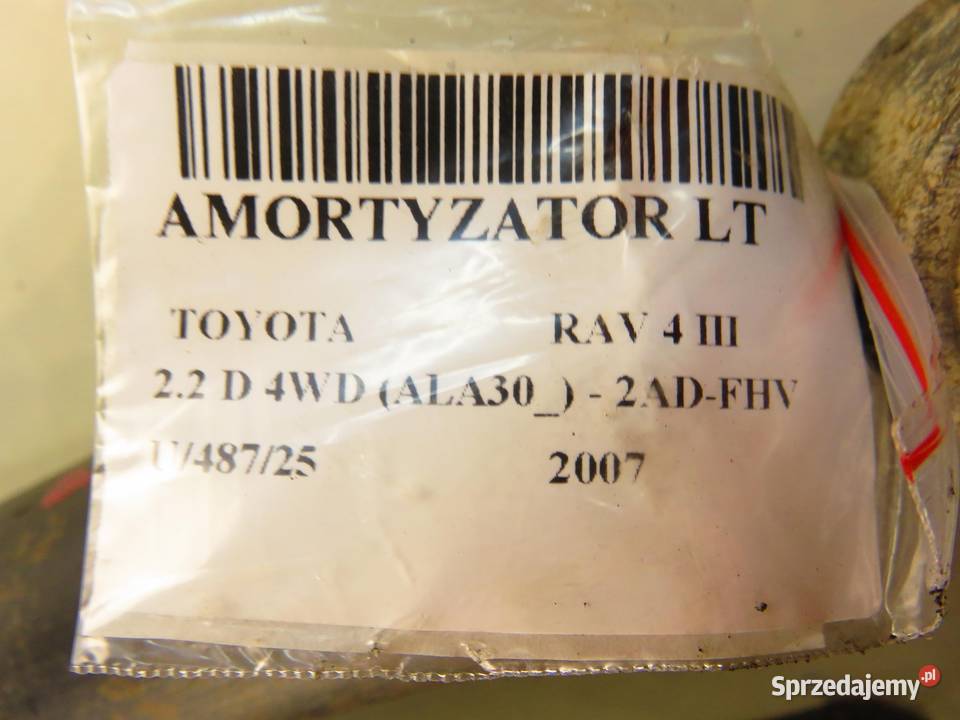 AMORTYZATOR LT
TOYOTA RAV 4 III
2.2 D 4WD (ALA30_) - 2AD-FHV
U/487/25 2007
Sprzedajemy.pl